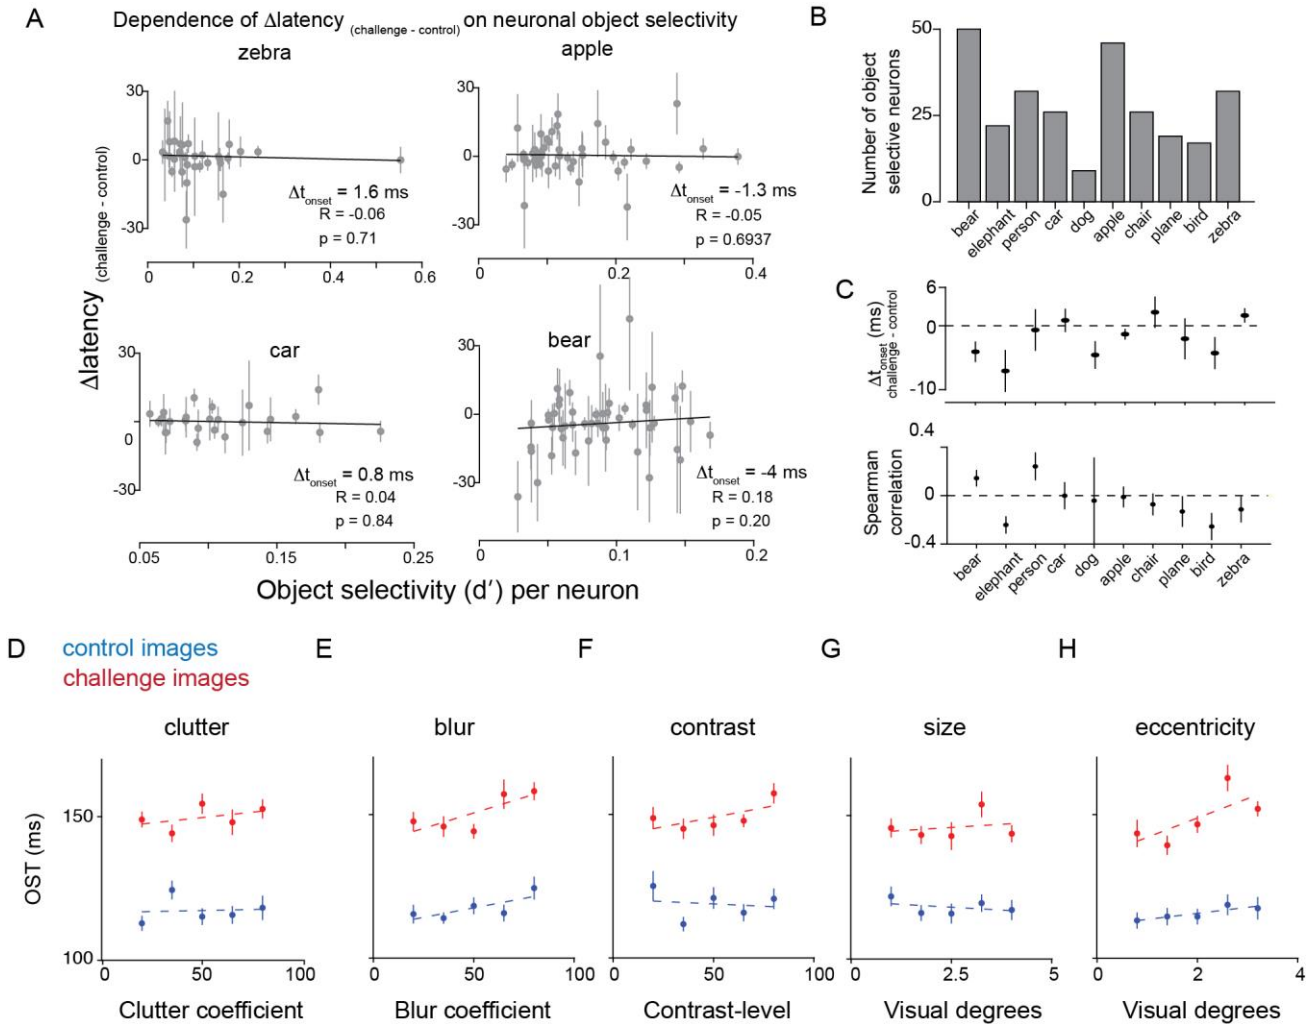 A
Dependence of Δlatency (challenge - control) on neuronal object selectivity
zebra
apple
30
0
-30
0
0.2
0.4
0.6
Δt onset = 1.6 ms
R = -0.06
p = 0.71
30
0
-30
0
0.2
0.4
Δt onset = -1.3 ms
R = -0.05
p = 0.6937
Δlatency (challenge - control)
car
bear
30
0
-30
0.05
0.15
0.25
Δt onset = 0.8 ms
R = 0.04
p = 0.84
30
0
-30
0
0.1
0.2
Δt onset = -4 ms
R = 0.18
p = 0.20
Object selectivity (d′) per neuron
B
Number of object
selective neurons
50
25
0
bear
elephant
person
car
dog
apple
chair
plane
bird
zebra
C
Δt onset (ms)
challenge - control
6
0
-10
Spearman
correlation
0.4
0
-0.4
bear
elephant
person
car
dog
apple
chair
plane
bird
zebra
D
control images
challenge images
E
F
G
H
clutter
blur
contrast
size
eccentricity
OST (ms)
150
100
0
50
100
0
50
100
0
50
100
0
2.5
5
0
2
4
Clutter coefficient
Blur coefficient
Contrast-level
Visual degrees
Visual degrees